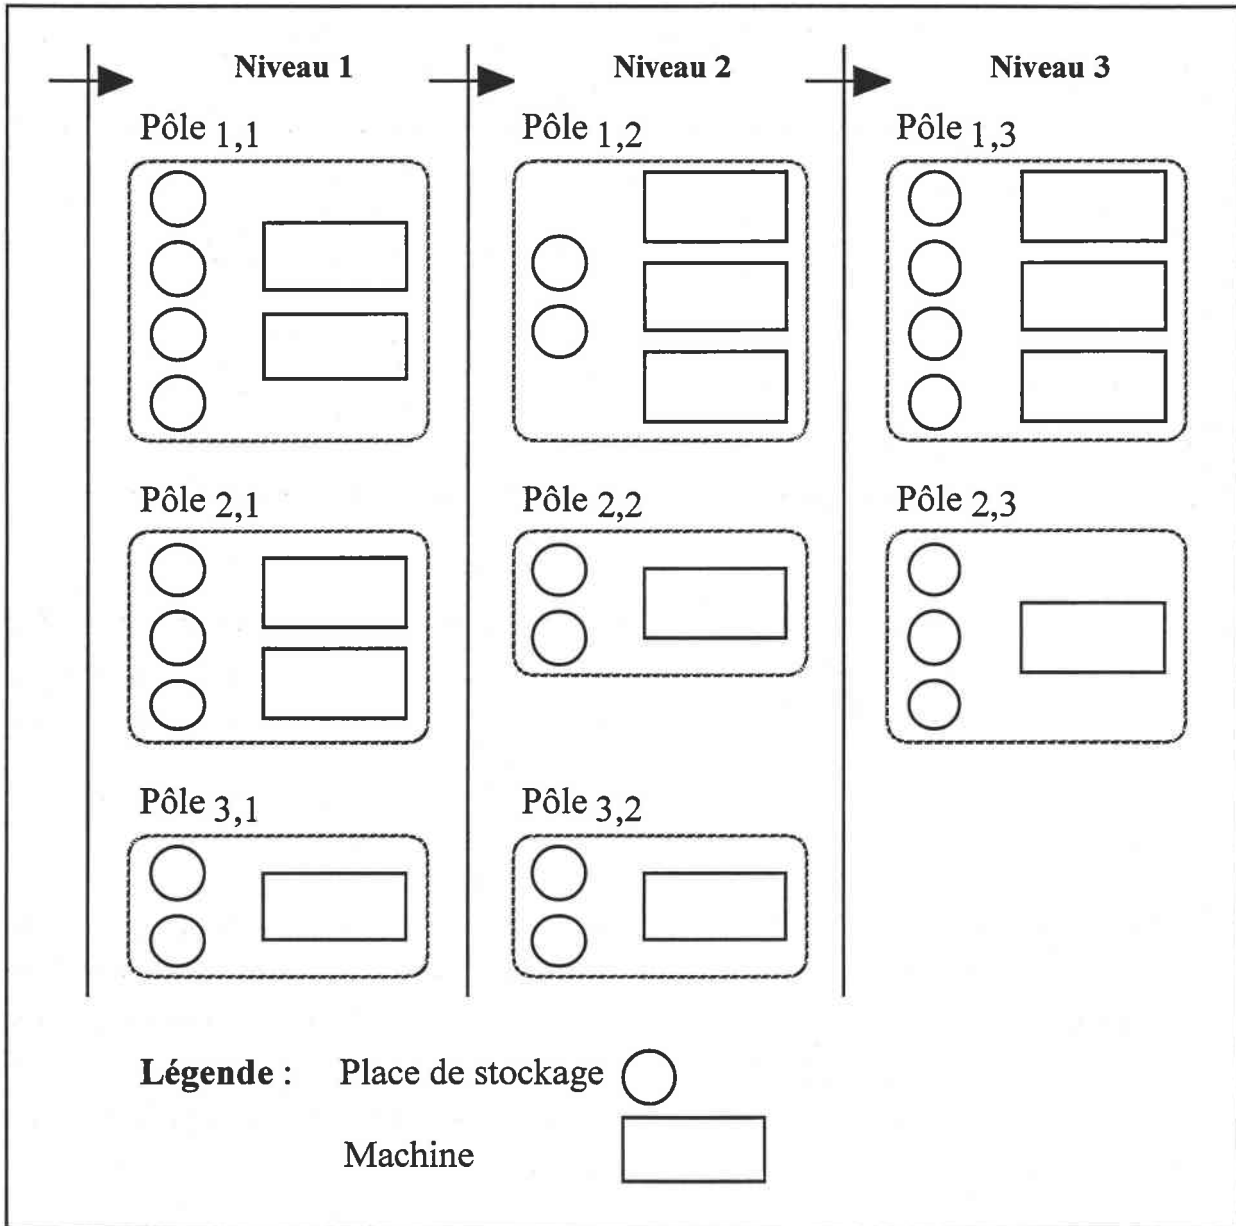 Niveau 1
Niveau 2
Niveau 3
Pôle 1,1
Pôle 1,2
Pôle 1,3
Pôle 2,1
Pôle 2,2
Pôle 2,3
Pôle 3,1
Pôle 3,2
Légende : Place de stockage
Machine